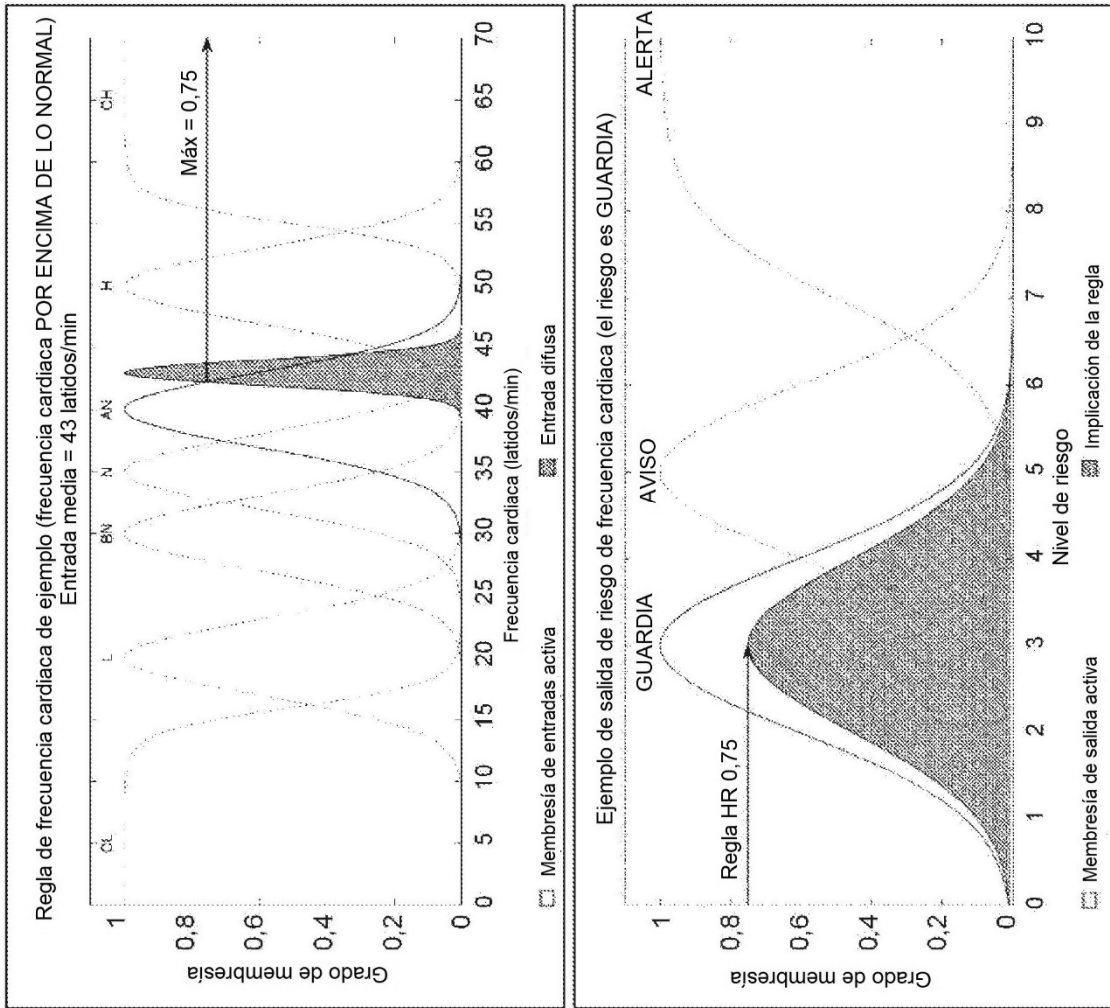 Regla de frecuencia cardiaca de ejemplo (frecuencia cardiaca POR ENCIMA DE LO NORMAL)
Entrada media = 43 latidos/min
CL L BN N AN H CH
Máx = 0,75
Grado de membresía
1
0,8
0,6
0,4
0,2
0
0 5 10 15 20 25 30 35 40 45 50 55 60 65 70
Frecuencia cardiaca (latidos/min)
Membresía de entradas activa
Entrada difusa
Ejemplo de salida de riesgo de frecuencia cardiaca (el riesgo es GUARDIA)
GUARDIA AVISO ALERTA
Regla HR 0,75
Grado de membresía
1
0,8
0,6
0,4
0,2
0
0 1 2 3 4 5 6 7 8 9 10
Nivel de riesgo
Membresía de salida activa
Implicación de la regla